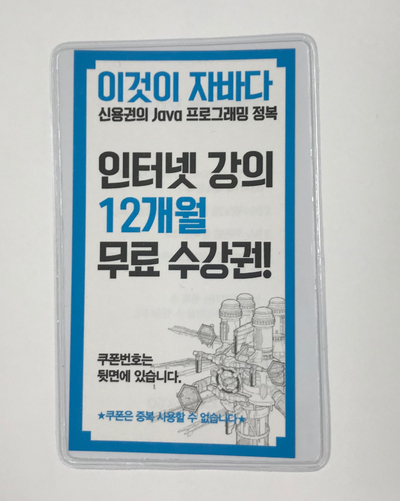 이것이 자바다
신용권의 Java 프로그래밍 정복
인터넷 강의
12개월
무료 수강권!
쿠폰번호는
뒷면에 있습니다.
★쿠폰은 중복 사용할 수 없습니다★